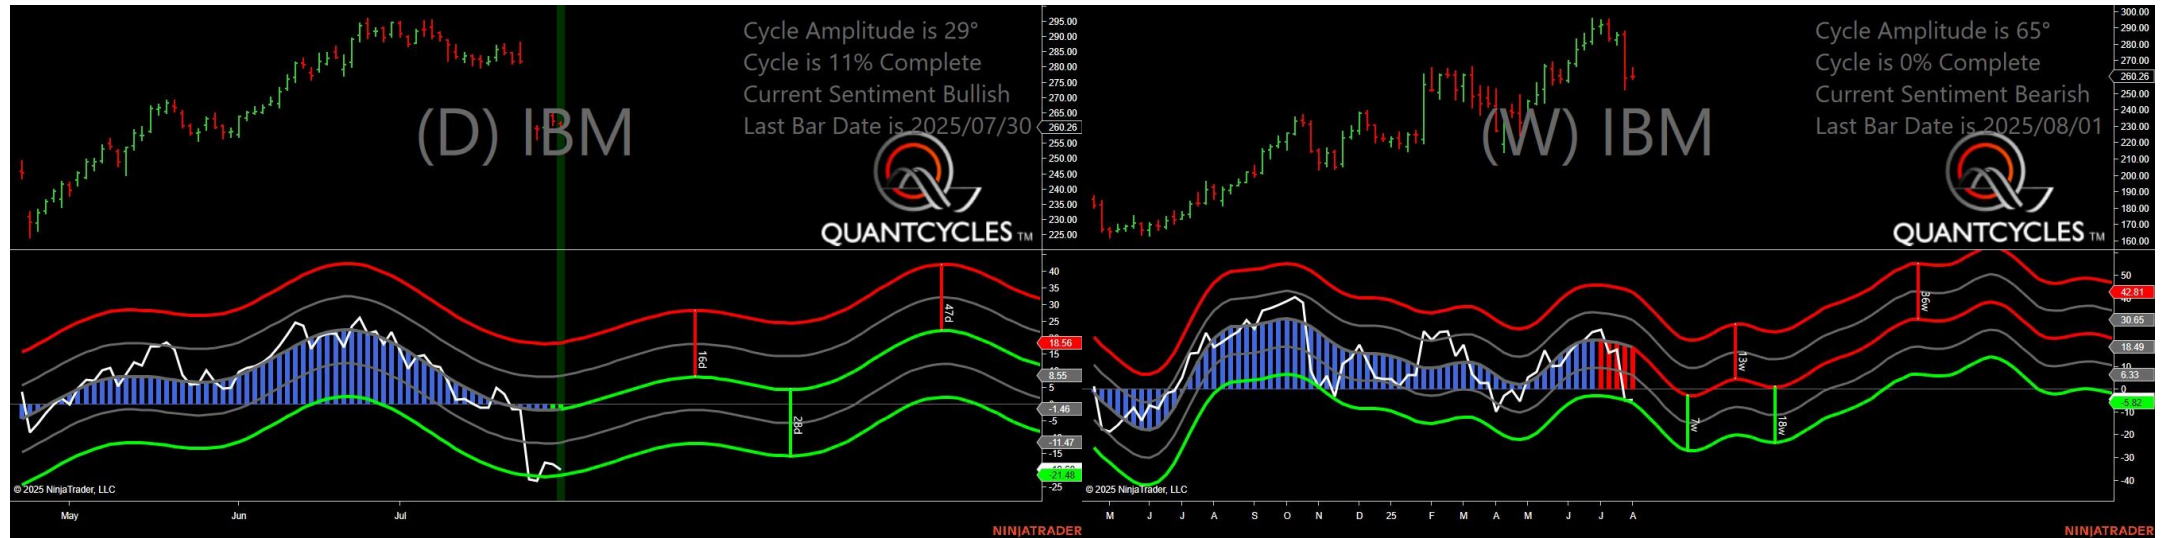 Cycle Amplitude is 29°
Cycle is 11% Complete
Current Sentiment Bullish
Last Bar Date is 2025/07/30
(D) IBM
QUANTCYCLES TM
295.00
290.00
285.00
280.00
275.00
270.00
265.00
260.26
255.00
250.00
245.00
240.00
235.00
230.00
225.00
40
35
30
25
20
18.56
15
8.55
5
-1.46
-5
-11.47
-15
-21.48
-25
16d
28d
47d
© 2025 NinjaTrader, LLC
May Jun Jul
NINJATRADER
Cycle Amplitude is 65°
Cycle is 0% Complete
Current Sentiment Bearish
Last Bar Date is 2025/08/01
(W) IBM
QUANTCYCLES TM
300.00
290.00
280.00
270.00
260.26
250.00
240.00
230.00
220.00
210.00
200.00
190.00
180.00
170.00
160.00
50
42.81
40
30.65
18.49
6.33
0
-5.82
-10
-20
-30
-40
7w
13w
18w
36w
© 2025 NinjaTrader, LLC
M J J A S O N D 25 F M A M J J A
NINJATRADER